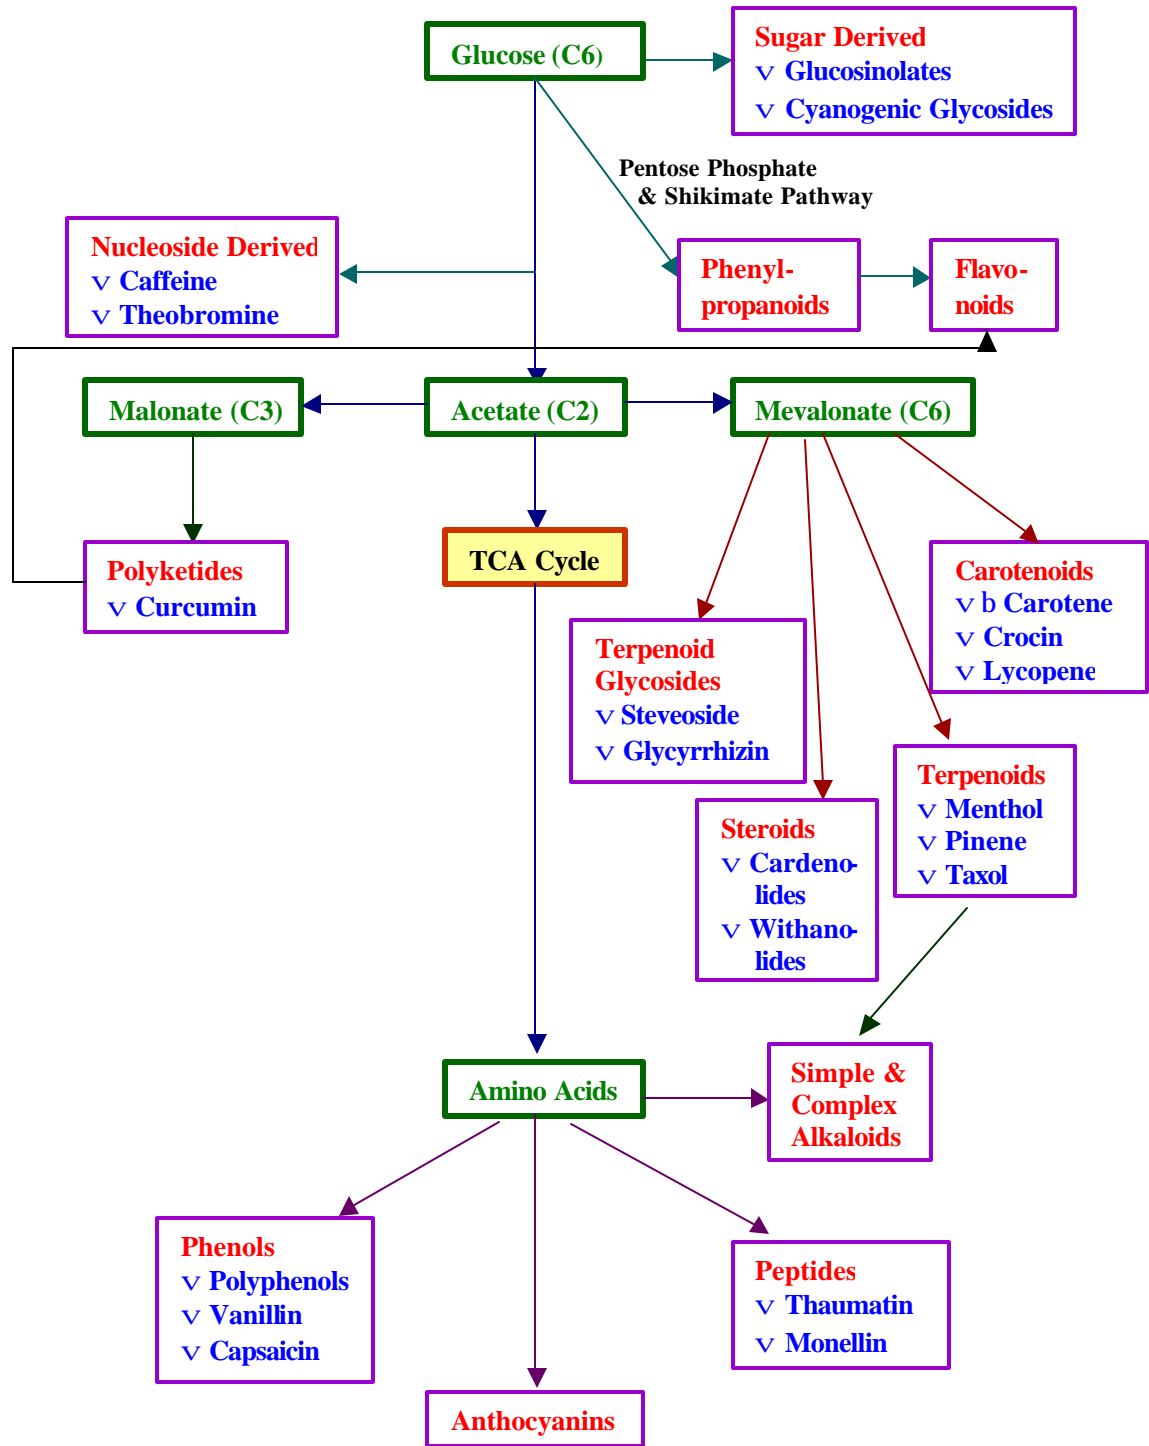 Glucose (C6)
Sugar Derived
v Glucosinolates
v Cyanogenic Glycosides
Pentose Phosphate
& Shikimate Pathway
Nucleoside Derived
v Caffeine
v Theobromine
Phenyl-
propanoids
Flavo-
noids
Malonate (C3)
Acetate (C2)
Mevalonate (C6)
Polyketides
v Curcumin
TCA Cycle
Carotenoids
v b Carotene
v Crocin
v Lycopene
Terpenoid
Glycosides
v Steveoside
v Glycyrrhizin
Terpenoids
v Menthol
v Pinene
v Taxol
Steroids
v Cardeno-
lides
v Withano-
lides
Amino Acids
Simple &
Complex
Alkaloids
Phenols
v Polyphenols
v Vanillin
v Capsaicin
Peptides
v Thaumatin
v Monellin
Anthocyanins